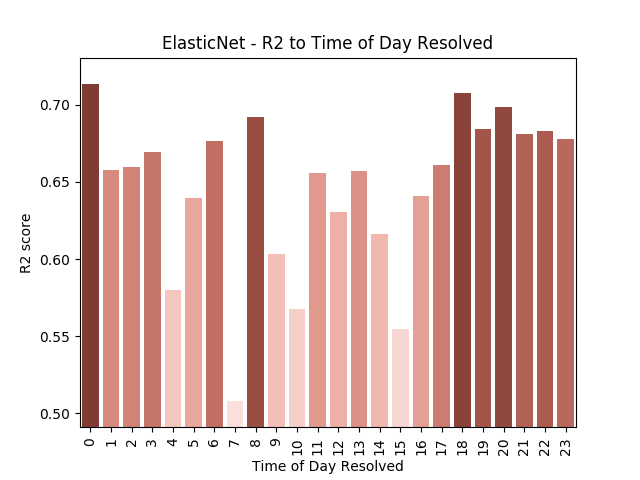 ElasticNet - R2 to Time of Day Resolved
0.70
0.65
0.60
0.55
0.50
R2 score
0 1 2 3 4 5 6 7 8 9 10 11 12 13 14 15 16 17 18 19 20 21 22 23
Time of Day Resolved